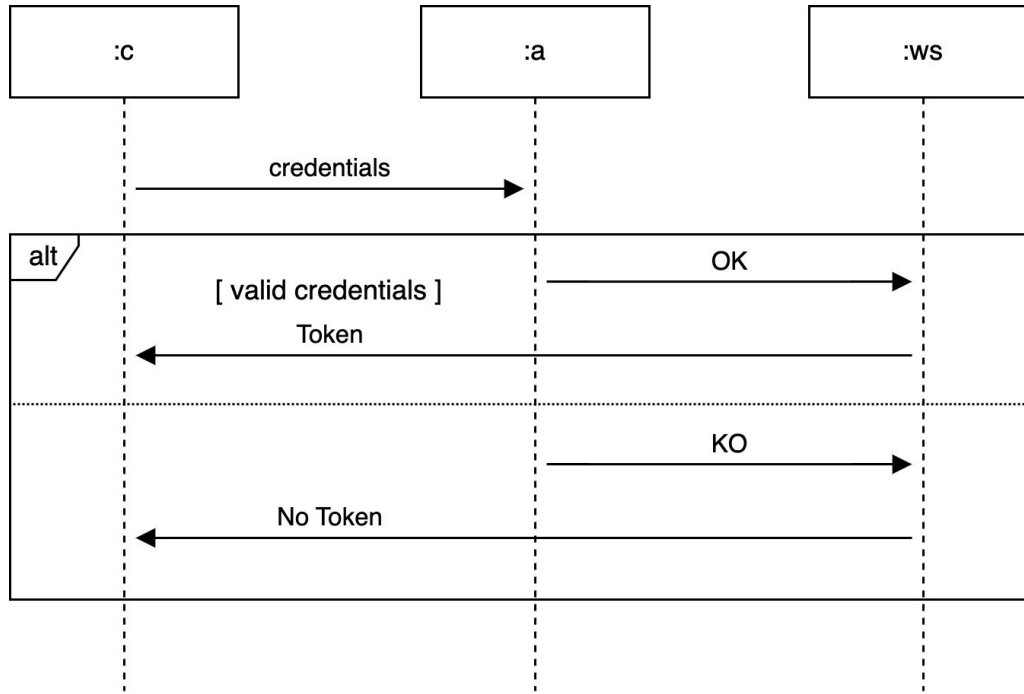 :c
:a
:ws
credentials
alt
OK
[ valid credentials ]
Token
KO
No Token